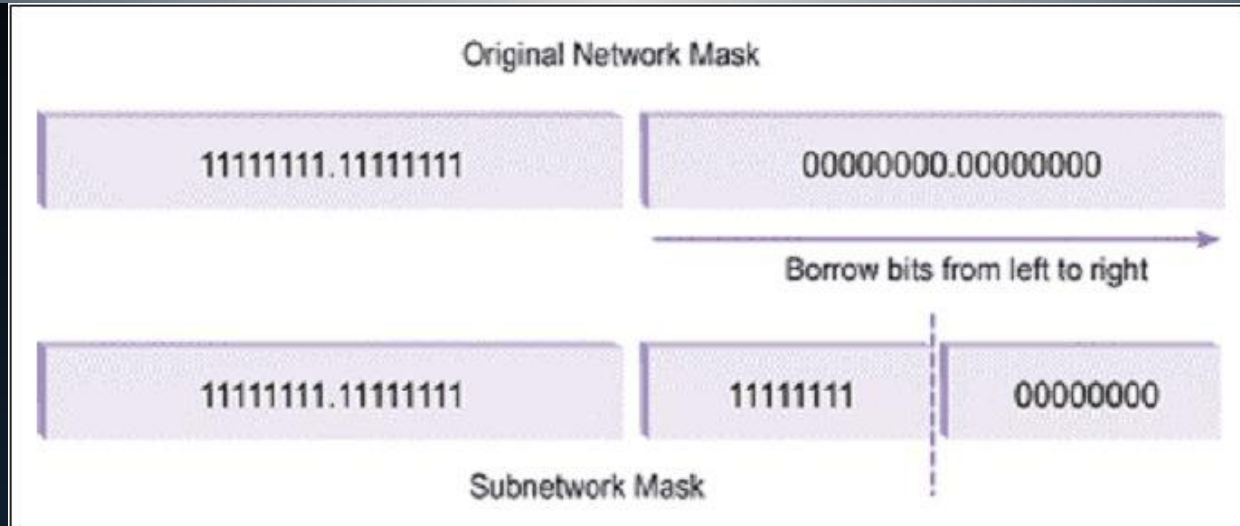 Original Network Mask
11111111.11111111 00000000.00000000
Borrow bits from left to right
11111111.11111111 11111111 00000000
Subnetwork Mask